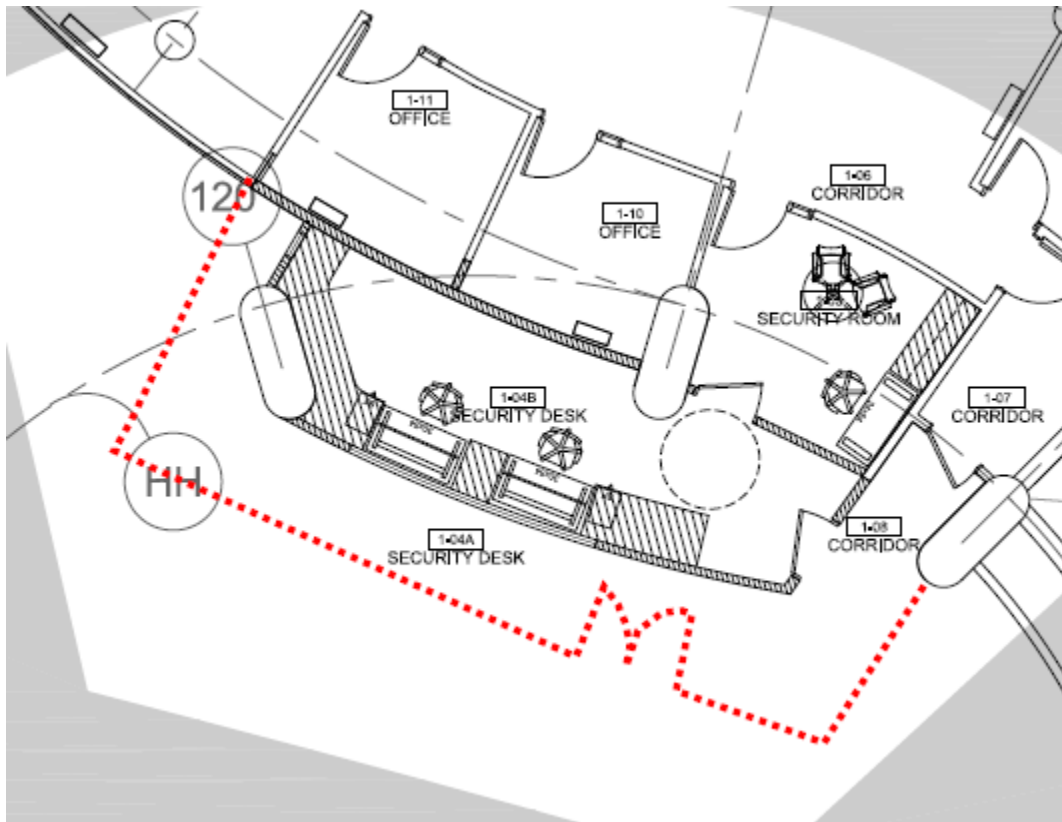 1-11
OFFICE
120
1-06
CORRIDOR
1-10
OFFICE
SECURITY ROOM
1-04B
SECURITY DESK
1-07
CORRIDOR
HH
1-04A
SECURITY DESK
1-08
CORRIDOR